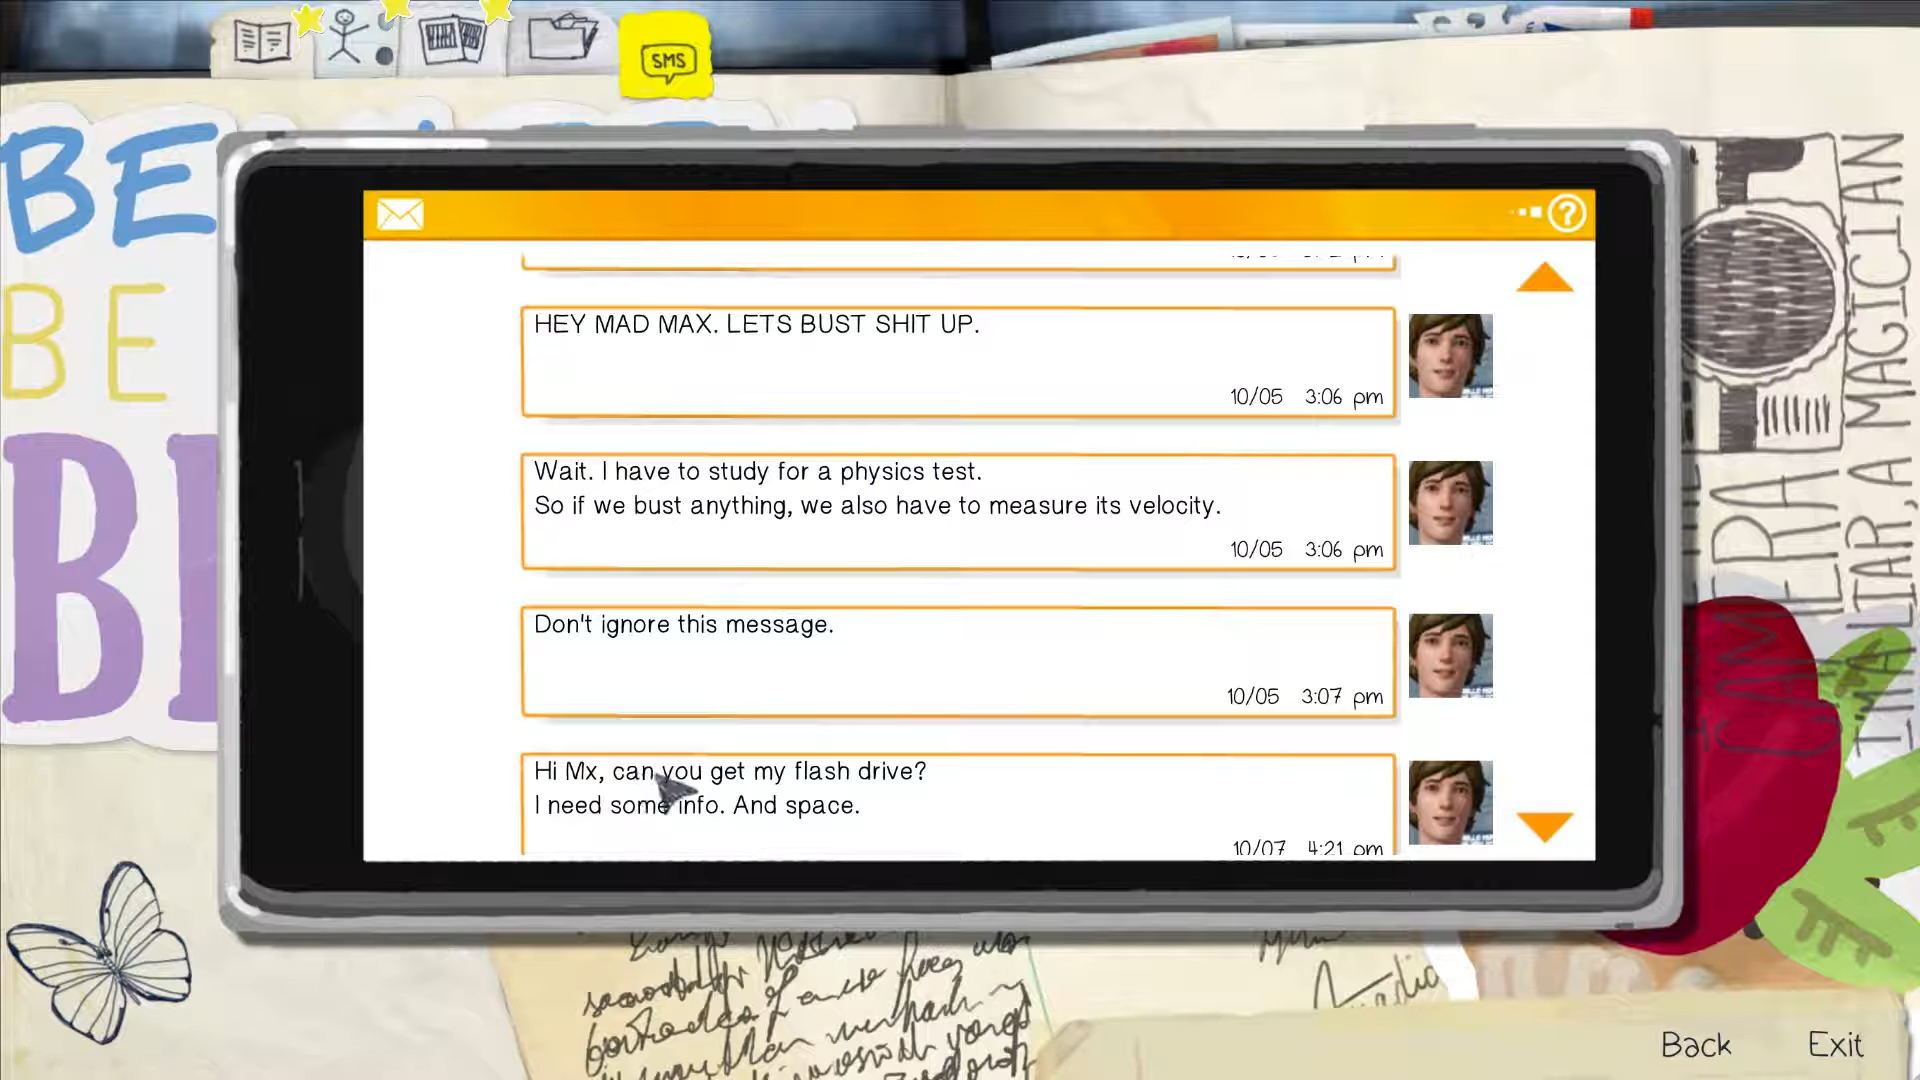 SMS
BE
BE
HEY MAD MAX. LETS BUST SHIT UP.
10/05 3:06 pm
Wait. I have to study for a physics test.
So if we bust anything, we also have to measure its velocity.
10/05 3:06 pm
Don't ignore this message.
10/05 3:07 pm
Hi Mx, can you get my flash drive?
I need some info. And space.
10/07 4:21 pm
LIAR, A MAGICIAN
Back
Exit